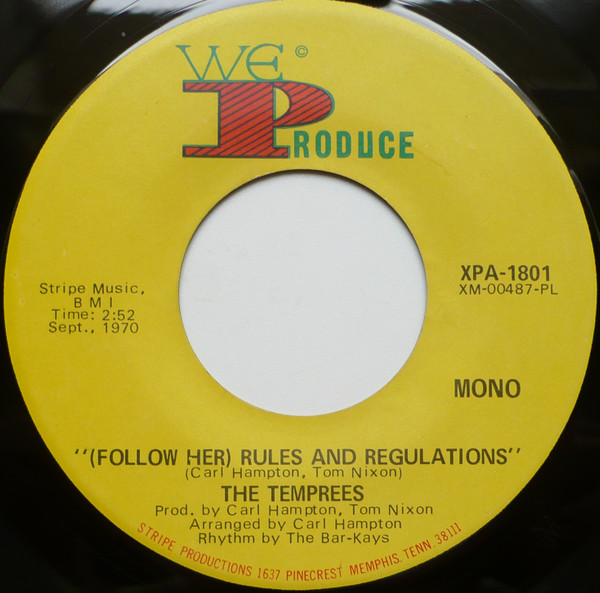 WE ©
PRODUCE
XPA-1801
XM-00487-PL
Stripe Music,
B M I
Time: 2:52
Sept., 1970
MONO
"(FOLLOW HER) RULES AND REGULATIONS"
(Carl Hampton, Tom Nixon)
THE TEMPREES
Prod. by Carl Hampton, Tom Nixon
Arranged by Carl Hampton
Rhythm by The Bar-Kays
STRIPE PRODUCTIONS 1637 PINECREST MEMPHIS, TENN. 38111